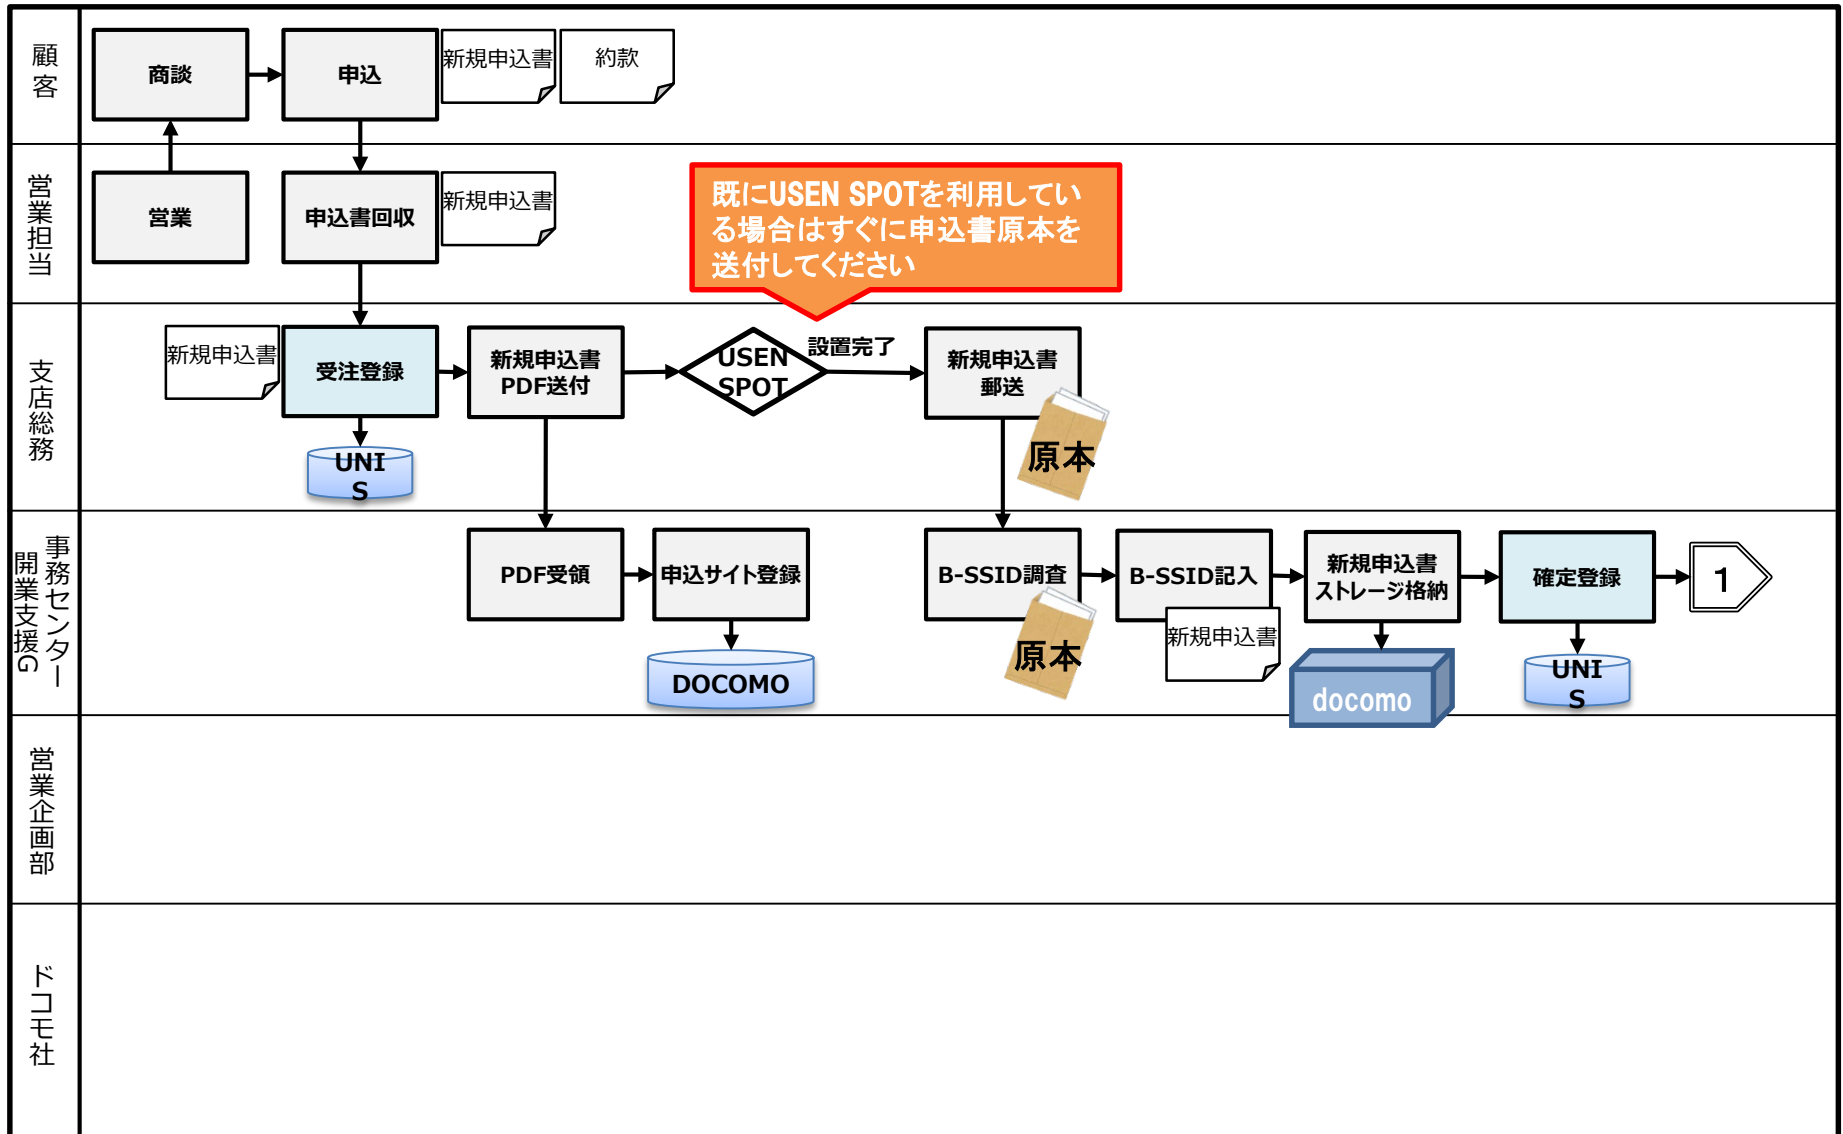 顧客
商談
申込
新規申込書
約款
営業担当
営業
申込書回収
新規申込書
既にUSEN SPOTを利用してい
る場合はすぐに申込書原本を
送付してください
支店総務
新規申込書
受注登録
新規申込書
PDF送付
USEN
SPOT
設置完了
新規申込書
郵送
原本
UNI
S
事務センター
開業支援G
PDF受領
申込サイト登録
B-SSID調査
B-SSID記入
新規申込書
ストレージ格納
確定登録
1
原本
新規申込書
DOCOMO
docomo
UNI
S
営業企画部
ドコモ社